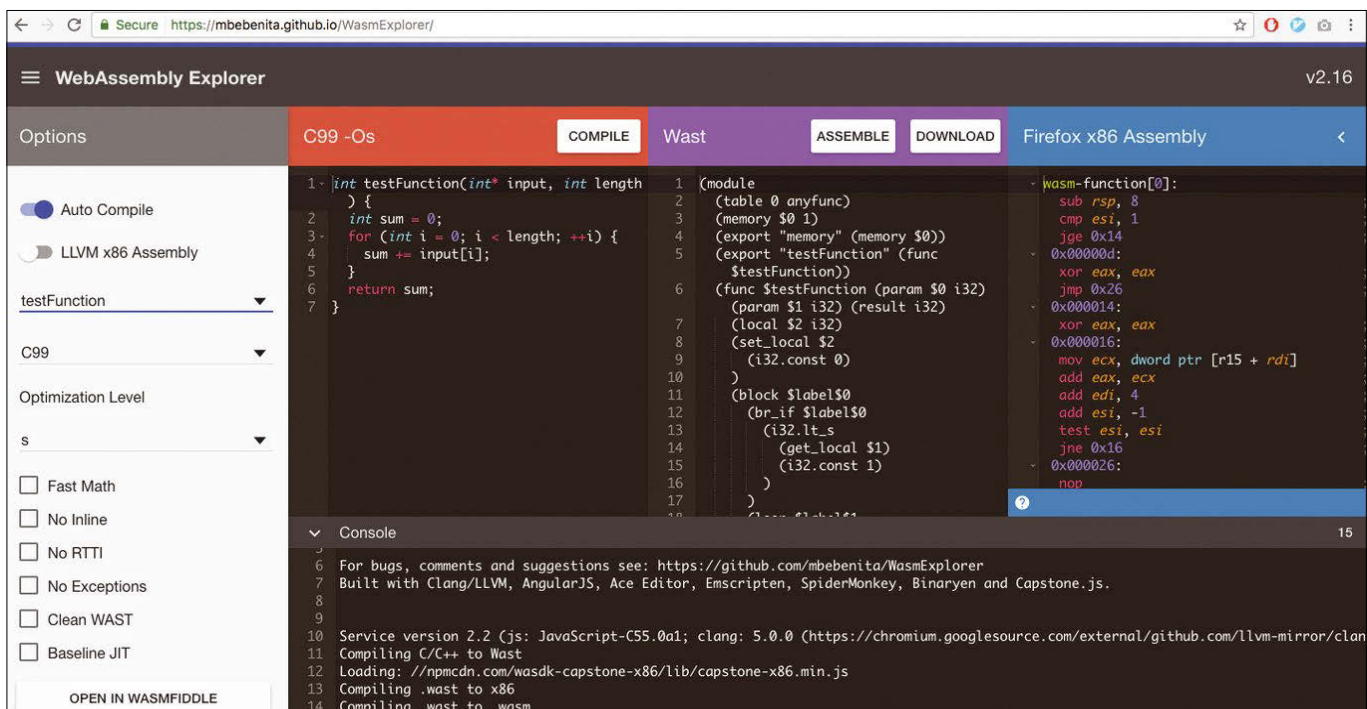 Secure https://mbebenita.github.io/WasmExplorer/
WebAssembly Explorer
v2.16
Options
Auto Compile
LLVM x86 Assembly
testFunction
C99
Optimization Level
s
Fast Math
No Inline
No RTTI
No Exceptions
Clean WAST
Baseline JIT
OPEN IN WASMFIDDLE
C99 -Os
COMPILE
1 int testFunction(int* input, int length
) {
2 int sum = 0;
3 for (int i = 0; i < length; ++i) {
4 sum += input[i];
5 }
6 return sum;
7 }
Wast
ASSEMBLE
DOWNLOAD
1 (module
2 (table 0 anyfunc)
3 (memory $0 1)
4 (export "memory" (memory $0))
5 (export "testFunction" (func
$testFunction))
6 (func $testFunction (param $0 i32)
(param $1 i32) (result i32)
7 (local $2 i32)
8 (set_local $2
9 (i32.const 0)
10 )
11 (block $label$0
12 (br_if $label$0
13 (i32.lt_s
14 (get_local $1)
15 (i32.const 1)
16 )
17 )
18 (loop $label$1
Firefox x86 Assembly
wasm-function[0]:
sub rsp, 8
cmp esi, 1
jge 0x14
0x00000d:
xor eax, eax
jmp 0x26
0x000014:
xor eax, eax
0x000016:
mov ecx, dword ptr [r15 + rdi]
add eax, ecx
add edi, 4
add esi, -1
test esi, esi
jne 0x16
0x000026:
nop
Console
15
5
6 For bugs, comments and suggestions see: https://github.com/mbebenita/WasmExplorer
7 Built with Clang/LLVM, AngularJS, Ace Editor, Emscripten, SpiderMonkey, Binaryen and Capstone.js.
8
9
10 Service version 2.2 (js: JavaScript-C55.0a1; clang: 5.0.0 (https://chromium.googlesource.com/external/github.com/llvm-mirror/clan
11 Compiling C/C++ to Wast
12 Loading: //npmcdn.com/wasdk-capstone-x86/lib/capstone-x86.min.js
13 Compiling .wast to x86
14 Compiling .wast to .wasm